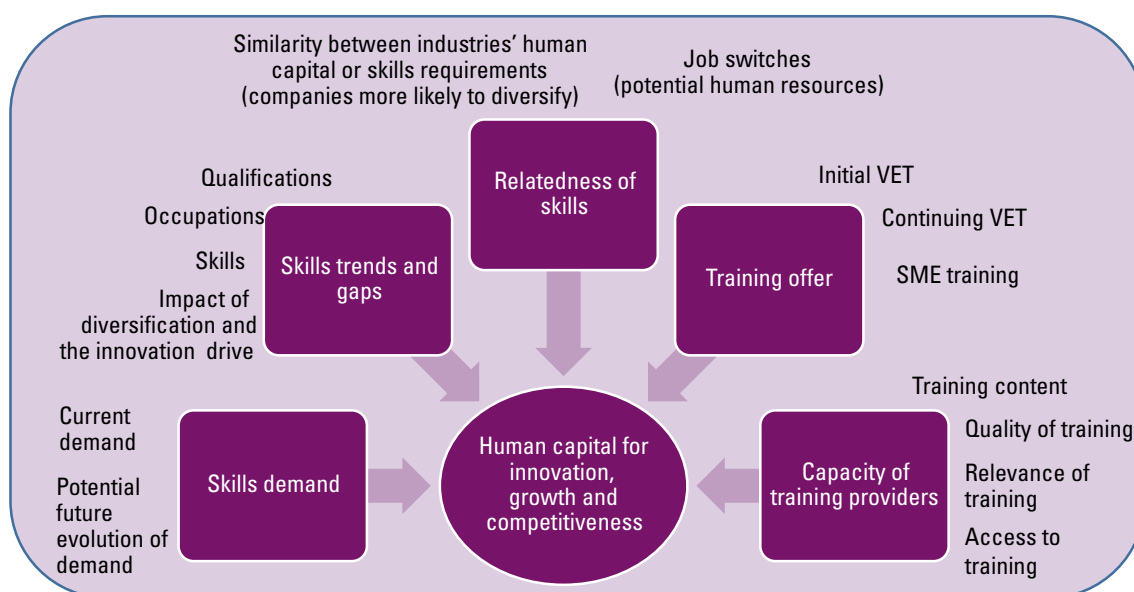 Similarity between industries’ human
capital or skills requirements
(companies more likely to diversify)
Job switches
(potential human resources)
Relatedness of
skills
Qualifications
Occupations
Skills
Impact of
diversification and
the innovation drive
Skills trends and
gaps
Initial VET
Continuing VET
SME training
Training offer
Current
demand
Potential
future
evolution of
demand
Skills demand
Human capital for
innovation,
growth and
competitiveness
Capacity of
training providers
Training content
Quality of training
Relevance of
training
Access to
training